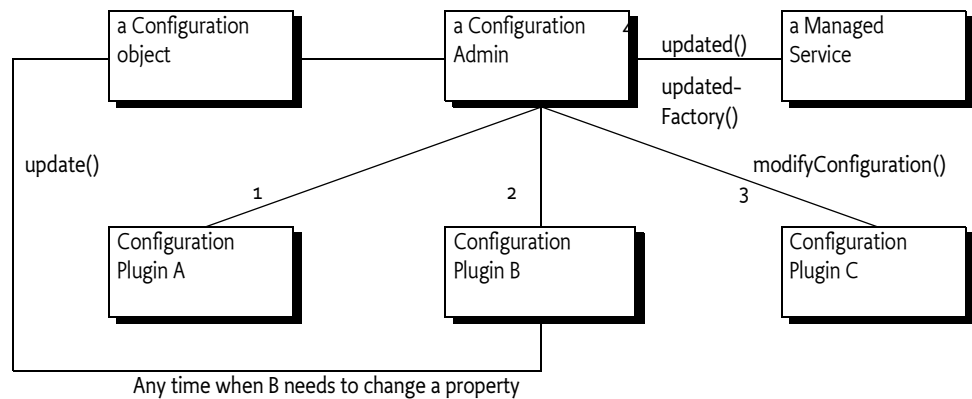 a Configuration
object
a Configuration
Admin
4
updated()
updated-
Factory()
a Managed
Service
update()
modifyConfiguration()
1
2
3
Configuration
Plugin A
Configuration
Plugin B
Configuration
Plugin C
Any time when B needs to change a property